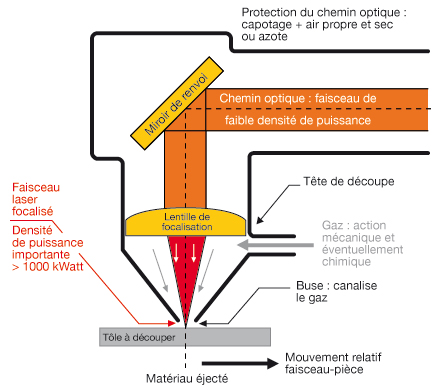 Protection du chemin optique :
capotage + air propre et sec
ou azote
Miroir de renvoi
Chemin optique : faisceau de
faible densité de puissance
Tête de découpe
Faisceau
laser
focalisé
Lentille de
focalisation
Gaz : action
mécanique et
éventuellement
chimique
Densité
de puissance
importante
> 1000 kWatt
Buse : canalise
le gaz
Tôle à découper
Mouvement relatif
faisceau-pièce
Matériau éjecté